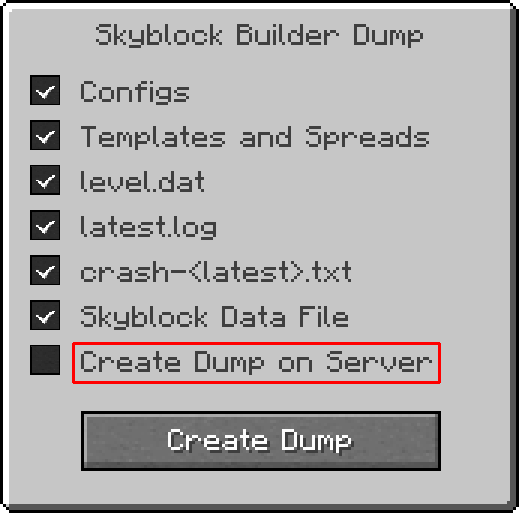 Skyblock Builder Dump
Configs
Templates and Spreads
level.dat
latest.log
crash-<latest>.txt
Skyblock Data File
Create Dump on Server
Create Dump